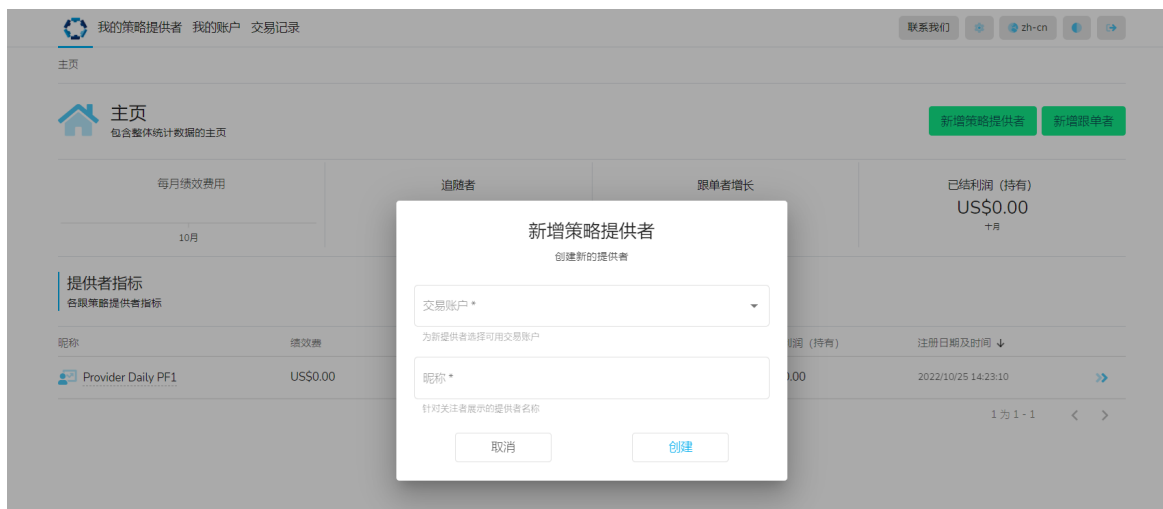 我的策略提供者 我的账户 交易记录
联系我们 zh-cn
主页
主页
包含整体统计数据的主页
新增策略提供者 新增跟单者
每月绩效费用 追随者 跟单者增长 已结利润 (持有)
US$0.00
十月
10月
新增策略提供者
创建新的提供者
交易账户 *
为新提供者选择可用交易账户
昵称 *
针对关注者展示的提供者名称
取消 创建
提供者指标
各跟策略提供者指标
昵称 绩效费 利润 (持有) 注册日期及时间
Provider Daily PF1 US$0.00 0.00 2022/10/25 14:23:10
1 为 1 - 1